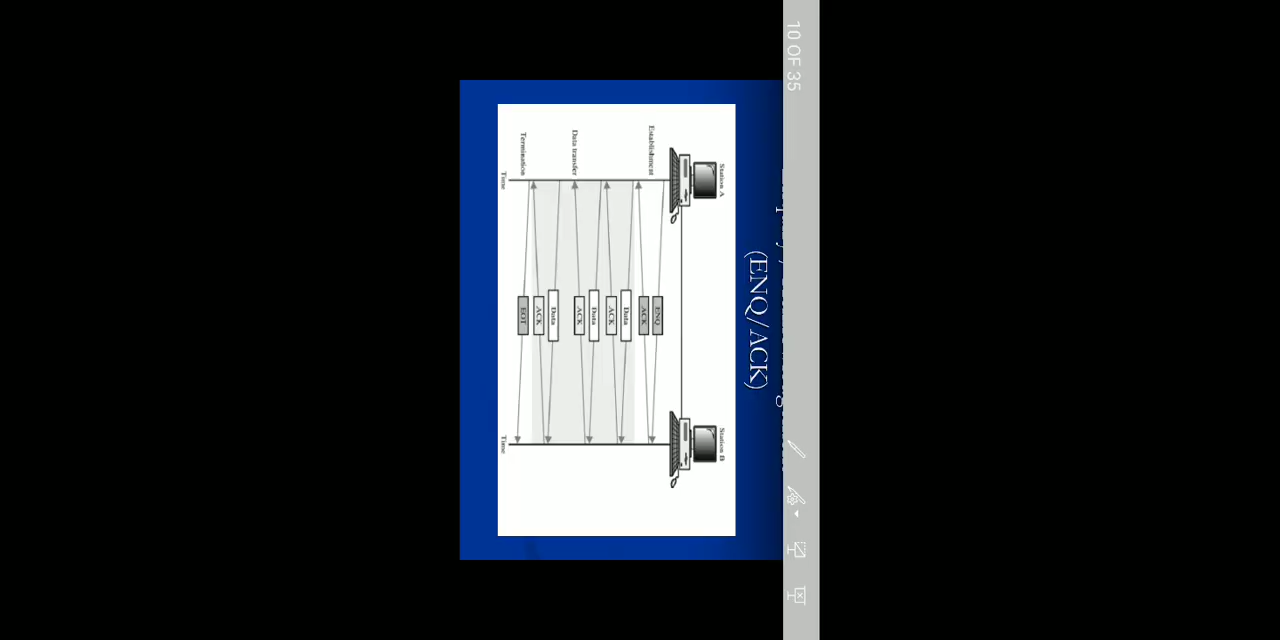 10 OF 35
(ENQ/ACK)
Station A
Station B
Establishment
ENQ
ACK
Data
ACK
Data transfer
Data
ACK
Data
ACK
Termination
EOT
Time
Time